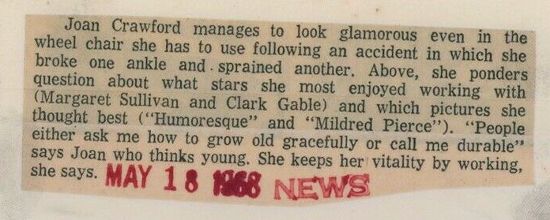 Joan Crawford manages to look glamorous even in the
wheel chair she has to use following an accident in which she
broke one ankle and sprained another. Above, she ponders
question about what stars she most enjoyed working with
(Margaret Sullivan and Clark Gable) and which pictures she
thought best ("Humoresque" and "Mildred Pierce"). "People
either ask me how to grow old gracefully or call me durable"
says Joan who thinks young. She keeps her vitality by working,
she says. MAY 18 1968 NEWS